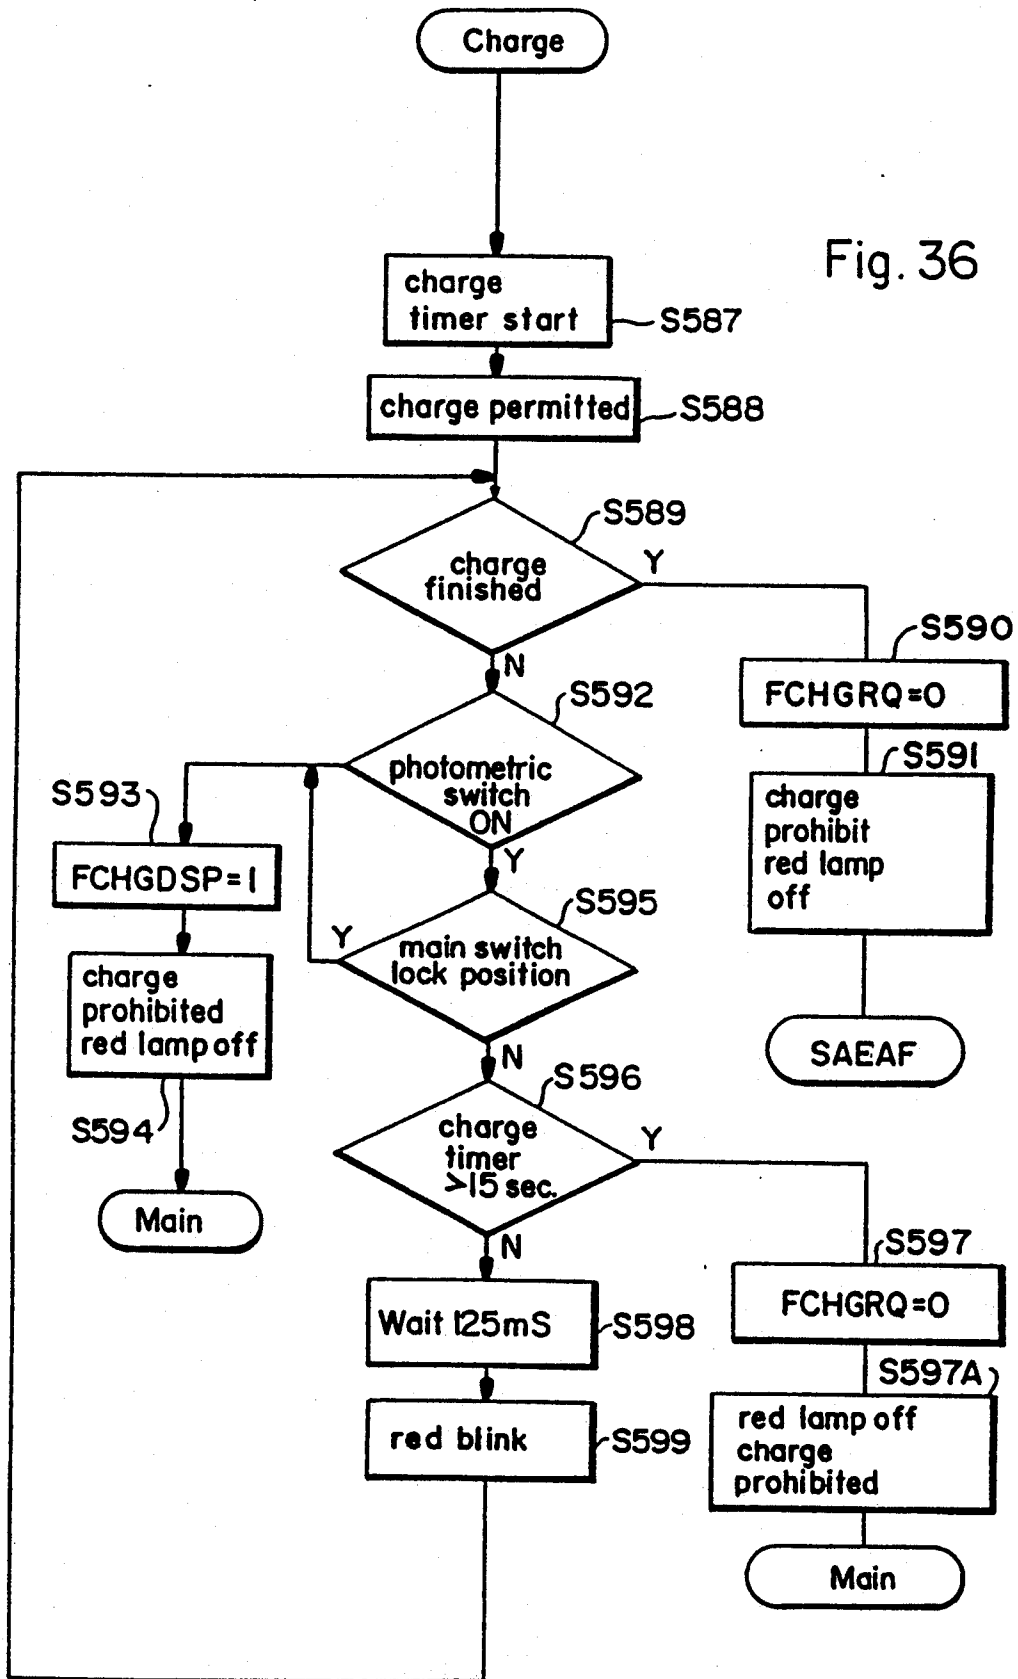 Charge
Fig. 36
charge
timer start
S587
charge permitted
S588
S589
charge
finished
Y
N
S590
FCHGRQ=0
S591
charge
prohibit
red lamp
off
SAEAF
S592
photometric
switch
ON
Y
S593
FCHGDSP=1
charge
prohibited
red lamp off
S594
Main
S595
main switch
lock position
Y
N
S596
charge
timer
>15 sec.
Y
N
S597
FCHGRQ=0
S597A
red lamp off
charge
prohibited
Main
Wait 125mS
S598
red blink
S599